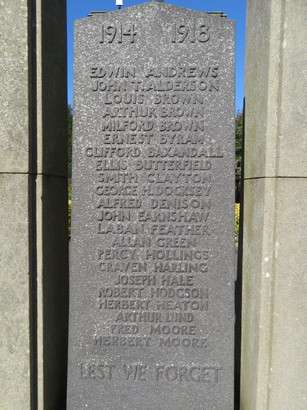 1914 1918
EDWIN ANDREWS
JOHN T. ALDERSON
LOUIS BROWN
ARTHUR BROWN
MILFORD BROWN
ERNEST BYRAM
CLIFFORD BAXANDALL
ELLIS BUTTERFIELD
SMITH CLAYTON
GEORGE H. DOCKSEY
ALFRED DENISON
JOHN EARNSHAW
LABAN FEATHER
ALLAN GREEN
PERCY HOLLINGS
CRAVEN HARLING
JOSEPH HALE
ROBERT HODGSON
HERBERT HEATON
ARTHUR LUND
FRED MOORE
HERBERT MOORE
LEST WE FORGET